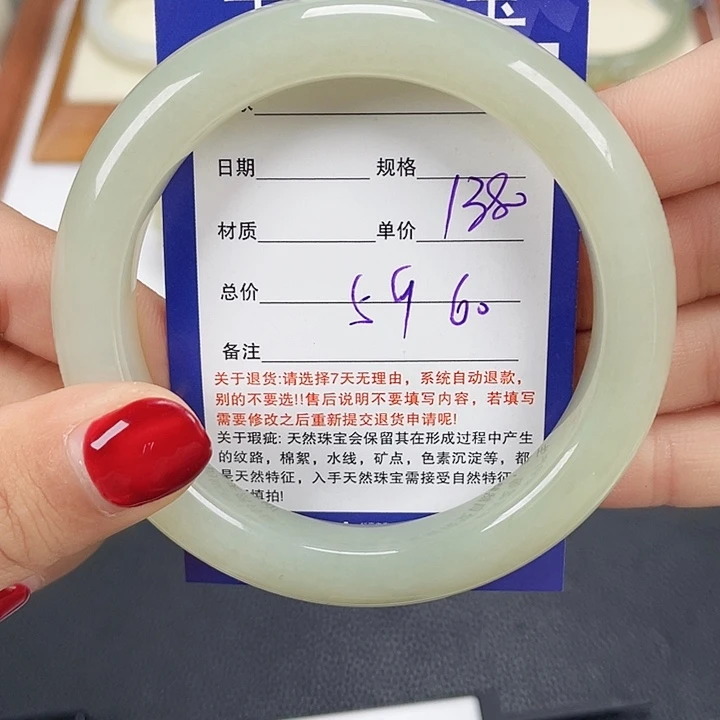 日期 规格
材质 单价 1380
总价 59 60
备注
关于退货:请选择7天无理由，系统自动退款，
别的不要选!!售后说明不要填写内容，若填写
需要修改之后重新提交退货申请呢!
关于瑕疵: 天然珠宝会保留其在形成过程中产生
的纹路，棉絮，水线，矿点，色素沉淀等，都
是天然特征，入手天然珠宝需接受自然特征
填拍!